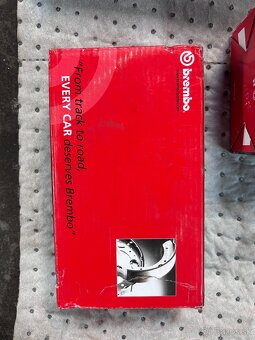 brembo.
"From track to road,
EVERY CAR deserves Brembo"